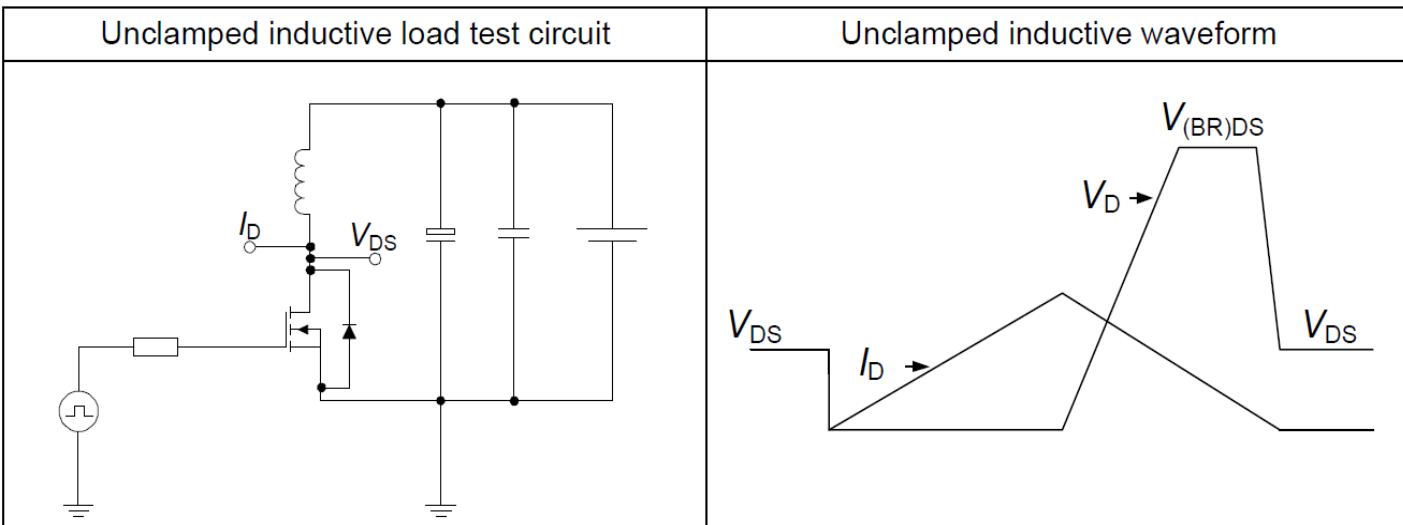 Unclamped inductive load test circuit
Unclamped inductive waveform
I_D
V_DS
V_(BR)DS
V_D
V_DS
I_D
V_DS